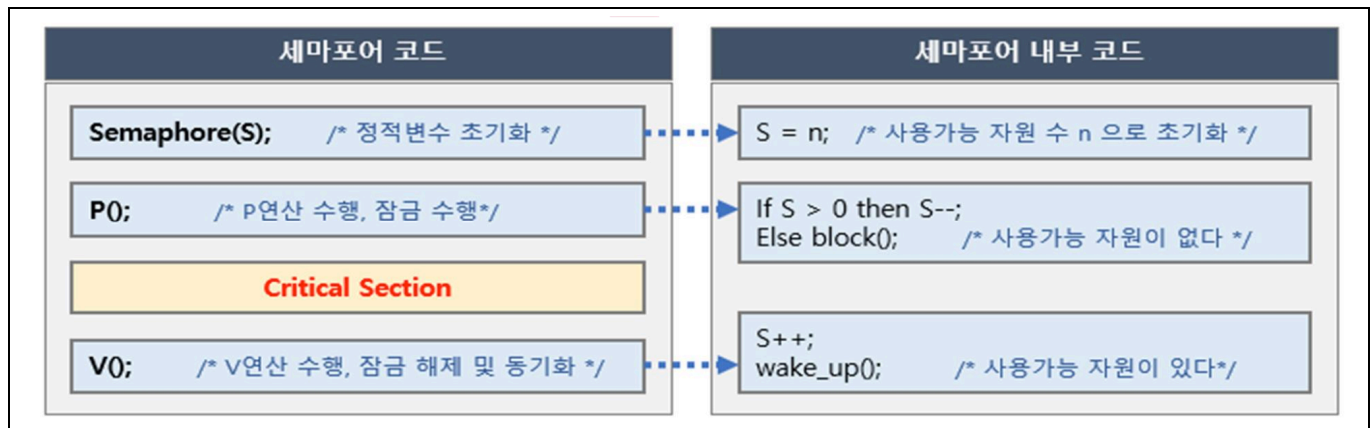 세마포어 코드
Semaphore(S); /* 정적변수 초기화 */
P(); /* P연산 수행, 잠금 수행*/
Critical Section
V(); /* V연산 수행, 잠금 해제 및 동기화 */
세마포어 내부 코드
S = n; /* 사용가능 자원 수 n 으로 초기화 */
If S > 0 then S--;
Else block(); /* 사용가능 자원이 없다 */
S++;
wake_up(); /* 사용가능 자원이 있다*/